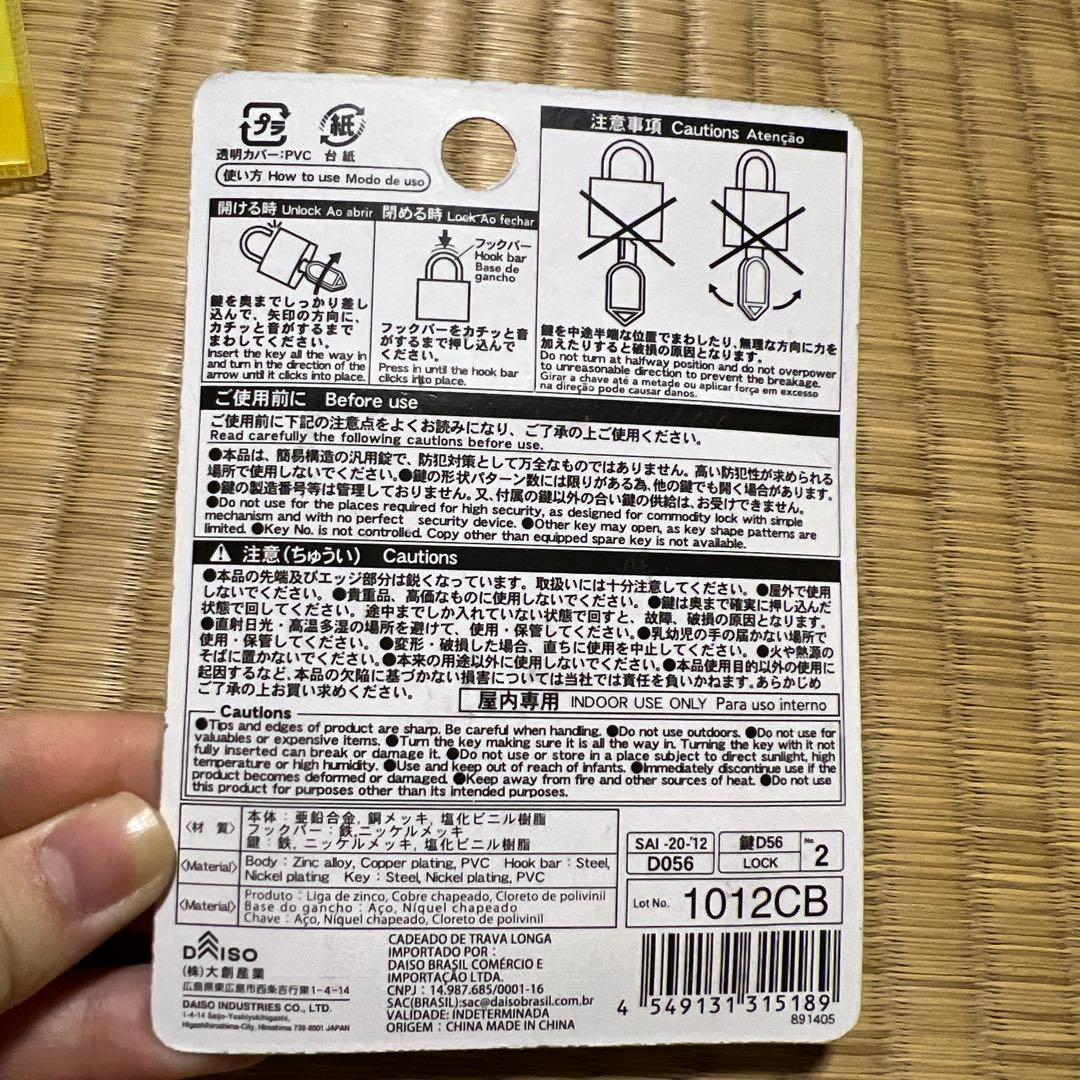 プラ
紙
透明カバー:PVC 台紙
使い方 How to use Modo de uso
開ける時 Unlock Ao abrir
鍵を奥までしっかり差し
込んで、矢印の方向に、
カチッと音がするまで
まわしてください。
Insert the key all the way in
and turn in the direction of the
arrow until it clicks into place.
閉める時 Lock Ao fechar
フックバー
Hook bar
Base de
gancho
フックバーをカチッと音
がするまで押し込んで
ください。
Press in until the hook bar
clicks into place.
注意事項 Cautions Atenção
鍵を中途半端な位置でまわしたり、無理な方向に力を
加えたりすると破損の原因となります。
Do not turn at halfway position and do not overpower
to unreasonable direction to prevent the breakage.
Girar a chave até a metade ou aplicar força em excesso
na direção pode causar danos.
ご使用前に Before use
ご使用前に下記の注意点をよくお読みになり、ご了承の上ご使用ください。
Read carefully the following cautions before use.
●本品は、簡易構造の汎用錠で、防犯対策として万全なものではありません。高い防犯性が求められる
場所で使用しないでください。●鍵の形状パターン数には限りがある為、他の鍵でも開く場合があります。
●鍵の製造番号等は管理しておりません。又、付属の鍵以外の合い鍵の供給は、お受けできません。
●Do not use for the places required for high security, as designed for commodity lock with simple
mechanism and with no perfect security device. ●Other key may open, as key shape patterns are
limited. ●Key No. is not controlled. Copy other than equipped spare key is not available.
注意(ちゅうい) Cautions
●本品の先端及びエッジ部分は鋭くなっています。取扱いには十分注意してください。●屋外で使用
しないでください。●貴重品、高価なものに使用しないでください。●鍵は奥まで確実に押し込んだ
状態で回してください。途中までしか入れていない状態で回すと、故障、破損の原因となります。
●直射日光・高温多湿の場所を避けて、使用・保管してください。●乳幼児の手の届かない場所で
使用・保管してください。●変形・破損した場合、直ちに使用を中止してください。●火や熱源の
そばに置かないでください。●本来の用途以外に使用しないでください。●本品使用目的以外の使用に
起因するなど、本品の欠陥に基づかない損害については当社では責任を負いかねます。あらかじめ
ご了承の上お買い求めください。
屋内専用 INDOOR USE ONLY Para uso interno
Cautions
●Tips and edges of product are sharp. Be careful when handling. ●Do not use outdoors. ●Do not use for
valuables or expensive items. ●Turn the key making sure it is all the way in. Turning the key with it not
fully inserted can break or damage it. ●Do not use or store in a place subject to direct sunlight, high
temperature or high humidity. ●Use and keep out of reach of infants. ●Immediately discontinue use if the
product becomes deformed or damaged. ●Keep away from fire and other sources of heat. ●Do not use
this product for purposes other than its intended purposes.
〈材 質〉
本体:亜鉛合金, 銅メッキ, 塩化ビニル樹脂
フックバー:鉄,ニッケルメッキ
鍵:鉄, ニッケルメッキ, 塩化ビニル樹脂
〈Material〉
Body : Zinc alloy, Copper plating, PVC Hook bar : Steel,
Nickel plating Key : Steel, Nickel plating, PVC
〈Material〉
Produto : Liga de zinco, Cobre chapeado, Cloreto de polivinil
Base do gancho : Aço, Níquel chapeado
Chave : Aço, Níquel chapeado, Cloreto de polivinil
SAI -20-'12
D056
鍵D56
LOCK
No. 2
Lot No. 1012CB
DAISO
(株)大創産業
広島県東広島市西条吉行東1-4-14
DAISO INDUSTRIES CO., LTD.
1-4-14 Saijo-Yoshiyukihigashi,
Higashihiroshima-City, Hiroshima 739-8501 JAPAN
CADEADO DE TRAVA LONGA
IMPORTADO POR :
DAISO BRASIL COMÉRCIO E
IMPORTAÇÃO LTDA.
CNPJ : 14.987.685/0001-16
SAC(BRASIL):sac@daisobrasil.com.br
VALIDADE: INDETERMINADA
ORIGEM : CHINA MADE IN CHINA
4 549131 315189
891405